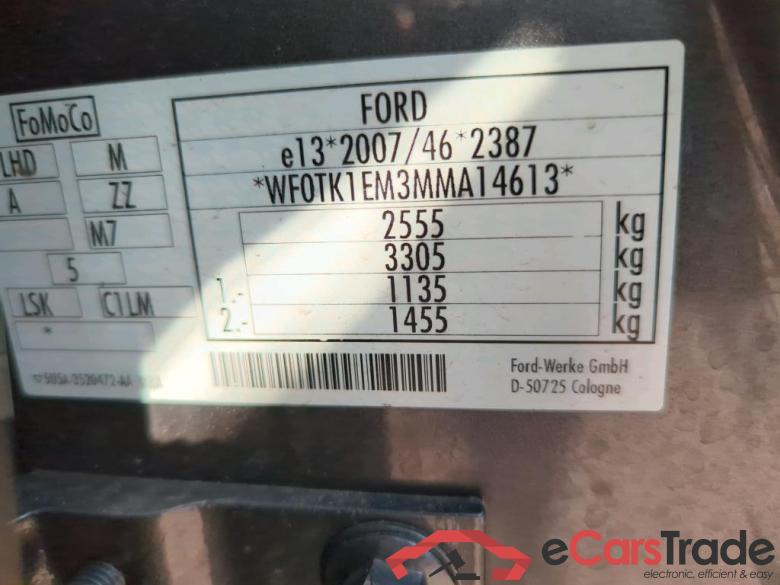 FoMoCo
LHD M
A ZZ
M7
5
LSK C1LM
*
FORD
e13*2007/46*2387
*WF0TK1EM3MMA14613*
2555 kg
3305 kg
1.- 1135 kg
2.- 1455 kg
Ford-Werke GmbH
D-50725 Cologne
eCarsTrade
electronic, efficient & easy